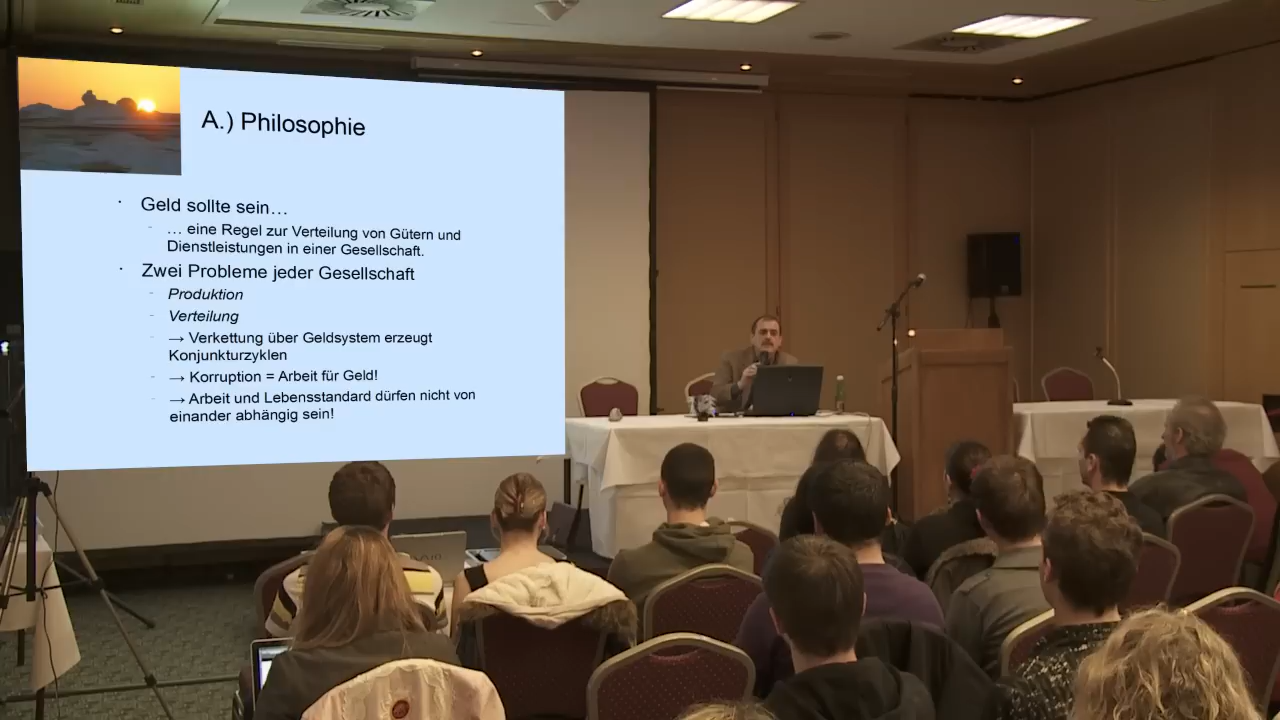 A.) Philosophie
· Geld sollte sein…
- … eine Regel zur Verteilung von Gütern und
Dienstleistungen in einer Gesellschaft.
· Zwei Probleme jeder Gesellschaft
- Produktion
- Verteilung
- → Verkettung über Geldsystem erzeugt
Konjunkturzyklen
- → Korruption = Arbeit für Geld!
- → Arbeit und Lebensstandard dürfen nicht von
einander abhängig sein!